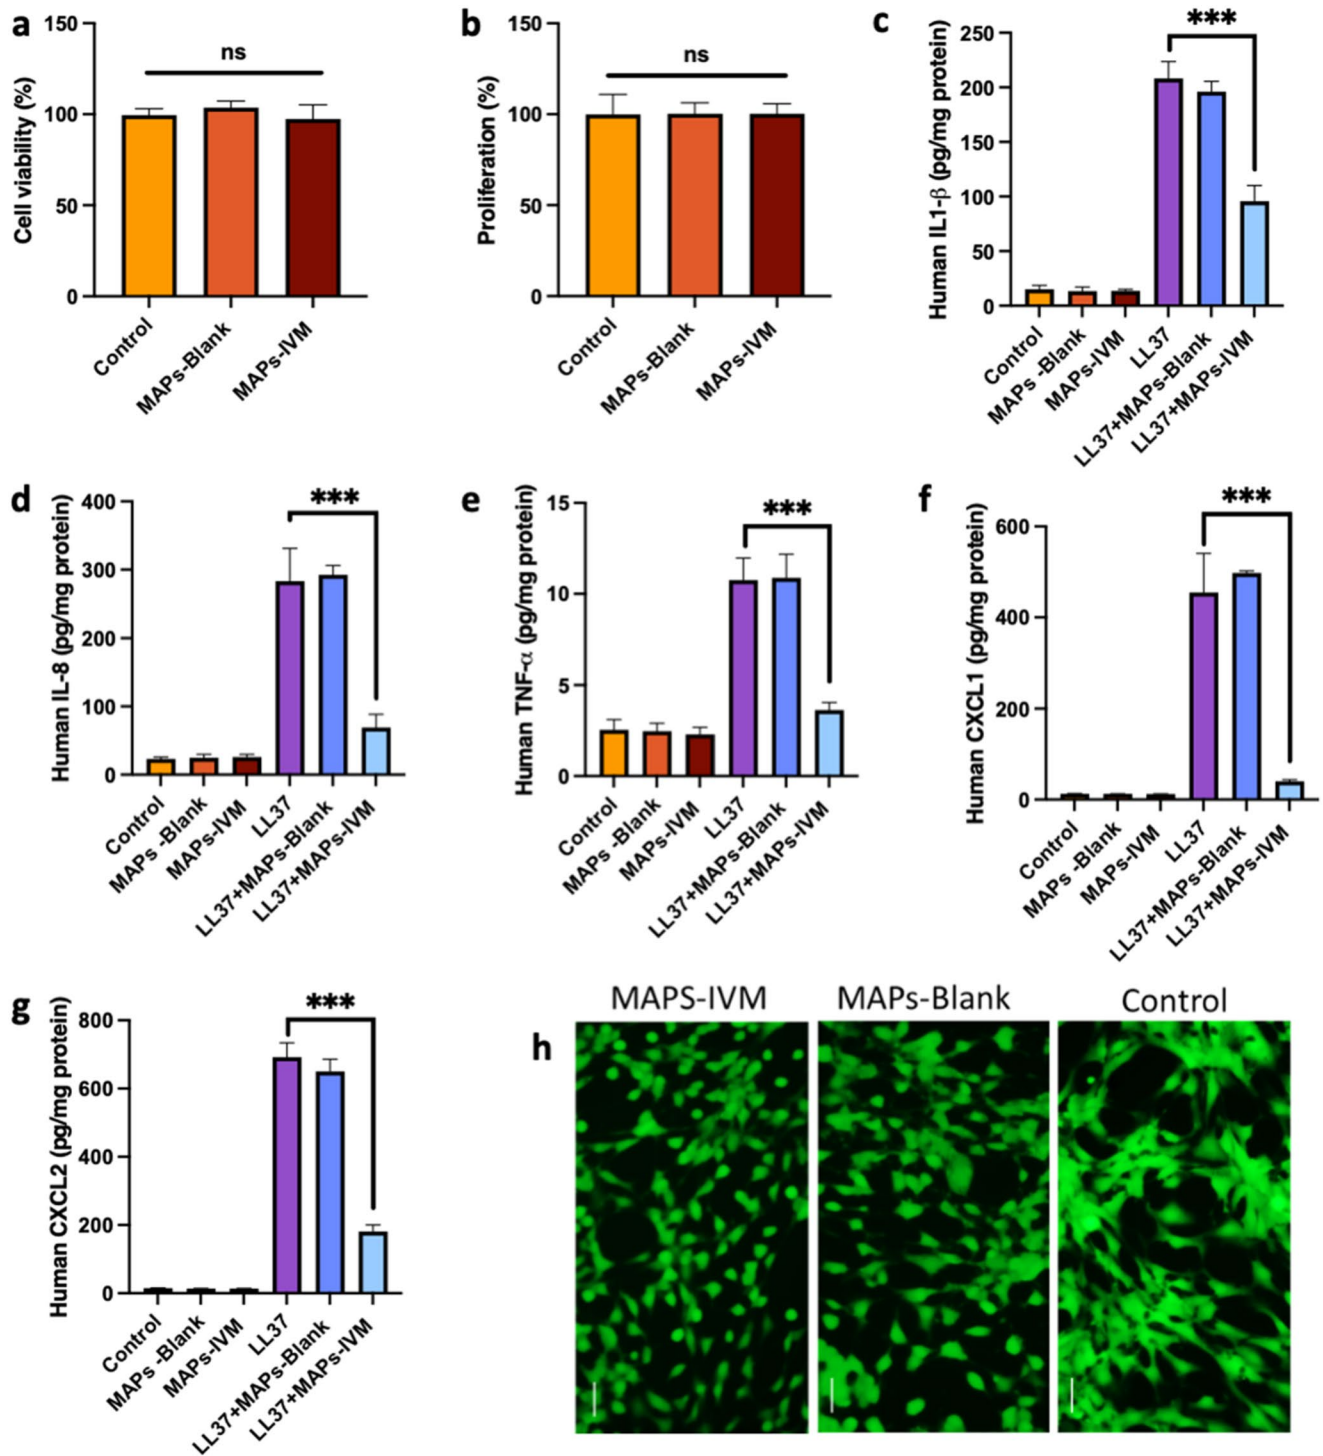 a
Cell viability (%)
150
100
50
0
ns
Control
MAPs-Blank
MAPs-IVM
b
Proliferation (%)
150
100
50
0
ns
Control
MAPs-Blank
MAPs-IVM
c
Human IL1-β (pg/mg protein)
250
200
150
100
50
0
***
Control
MAPs -Blank
MAPs-IVM
LL37
LL37+MAPs-Blank
LL37+MAPs-IVM
d
Human IL-8 (pg/mg protein)
400
300
200
100
0
***
Control
MAPs -Blank
MAPs-IVM
LL37
LL37+MAPs-Blank
LL37+MAPs-IVM
e
Human TNF-α (pg/mg protein)
15
10
5
0
***
Control
MAPs -Blank
MAPs-IVM
LL37
LL37+MAPs-Blank
LL37+MAPs-IVM
f
Human CXCL1 (pg/mg protein)
600
400
200
0
***
Control
MAPs -Blank
MAPs-IVM
LL37
LL37+MAPs-Blank
LL37+MAPs-IVM
g
Human CXCL2 (pg/mg protein)
800
600
400
200
0
***
Control
MAPs -Blank
MAPs-IVM
LL37
LL37+MAPs-Blank
LL37+MAPs-IVM
h
MAPS-IVM
MAPs-Blank
Control